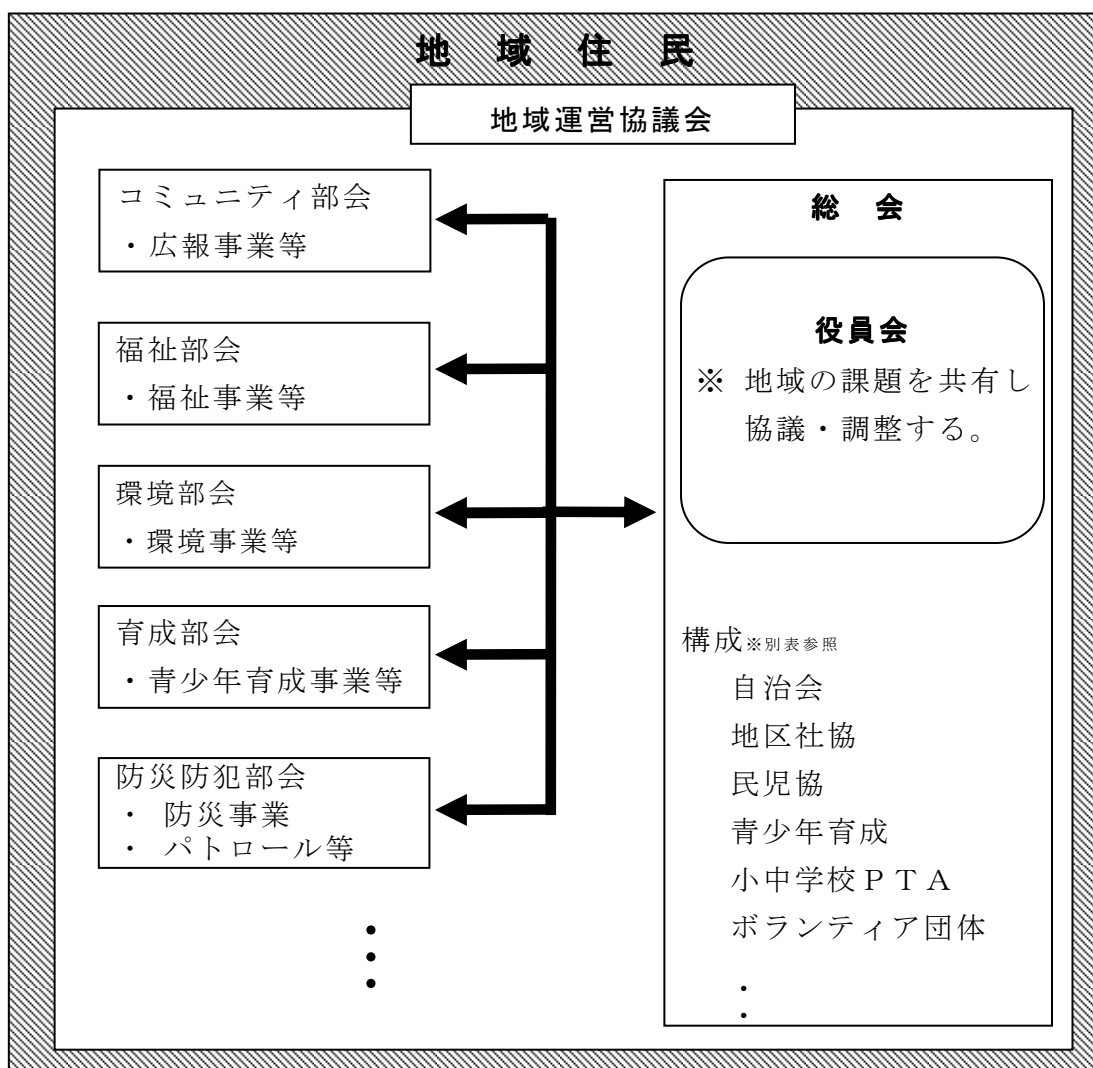 地域住民
地域運営協議会
コミュニティ部会
・広報事業等
福祉部会
・福祉事業等
環境部会
・環境事業等
育成部会
・青少年育成事業等
防災防犯部会
・ 防災事業
・ パトロール等
総会
役員会
※ 地域の課題を共有し
協議・調整する。
構成※別表参照
自治会
地区社協
民児協
青少年育成
小中学校ＰＴＡ
ボランティア団体